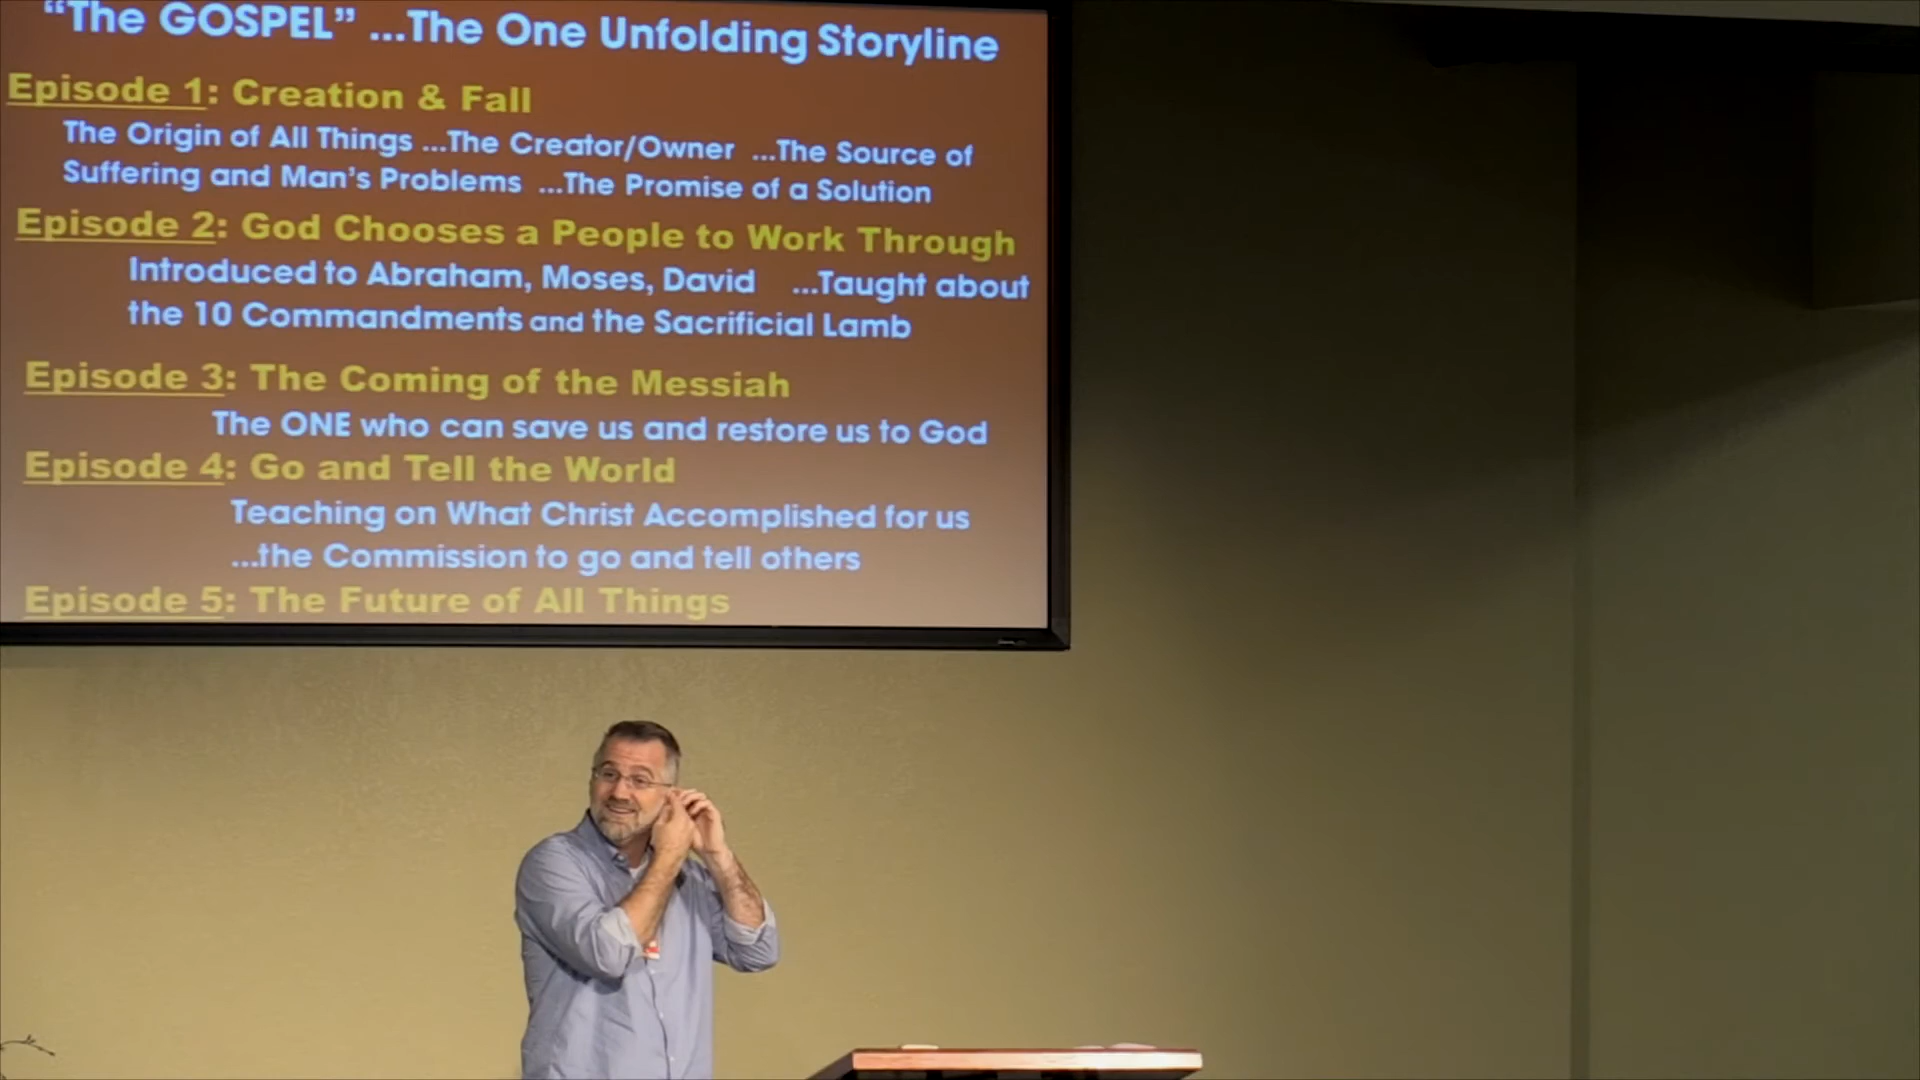 “The GOSPEL” ...The One Unfolding Storyline
Episode 1: Creation & Fall
The Origin of All Things ...The Creator/Owner ...The Source of
Suffering and Man’s Problems ...The Promise of a Solution
Episode 2: God Chooses a People to Work Through
Introduced to Abraham, Moses, David ...Taught about
the 10 Commandments and the Sacrificial Lamb
Episode 3: The Coming of the Messiah
The ONE who can save us and restore us to God
Episode 4: Go and Tell the World
Teaching on What Christ Accomplished for us
...the Commission to go and tell others
Episode 5: The Future of All Things